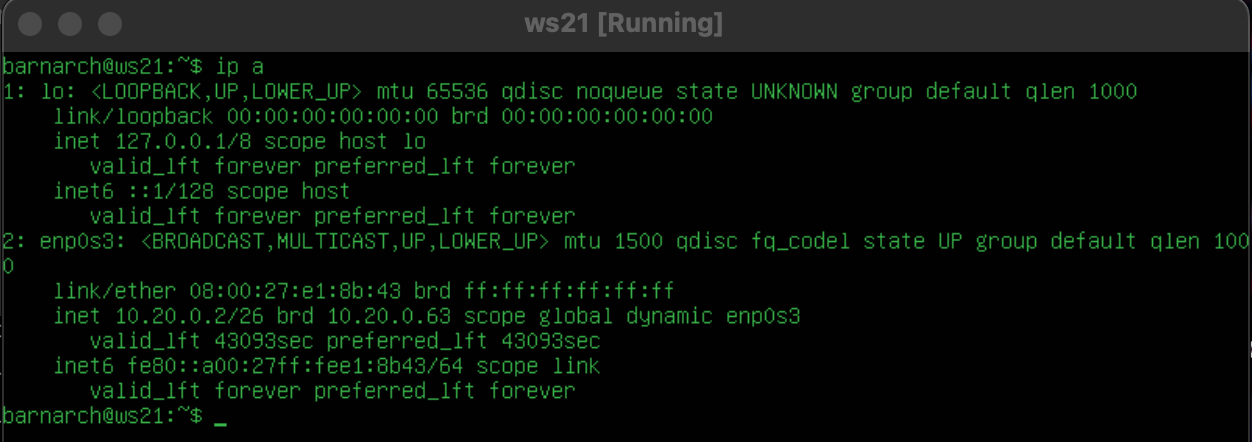 ws21 [Running]
barnarch@ws21:~$ ip a
1: lo: <LOOPBACK,UP,LOWER_UP> mtu 65536 qdisc noqueue state UNKNOWN group default qlen 1000
    link/loopback 00:00:00:00:00:00 brd 00:00:00:00:00:00
    inet 127.0.0.1/8 scope host lo
       valid_lft forever preferred_lft forever
    inet6 ::1/128 scope host
       valid_lft forever preferred_lft forever
2: enp0s3: <BROADCAST,MULTICAST,UP,LOWER_UP> mtu 1500 qdisc fq_codel state UP group default qlen 100
0
    link/ether 08:00:27:e1:8b:43 brd ff:ff:ff:ff:ff:ff
    inet 10.20.0.2/26 brd 10.20.0.63 scope global dynamic enp0s3
       valid_lft 43093sec preferred_lft 43093sec
    inet6 fe80::a00:27ff:fee1:8b43/64 scope link
       valid_lft forever preferred_lft forever
barnarch@ws21:~$ _